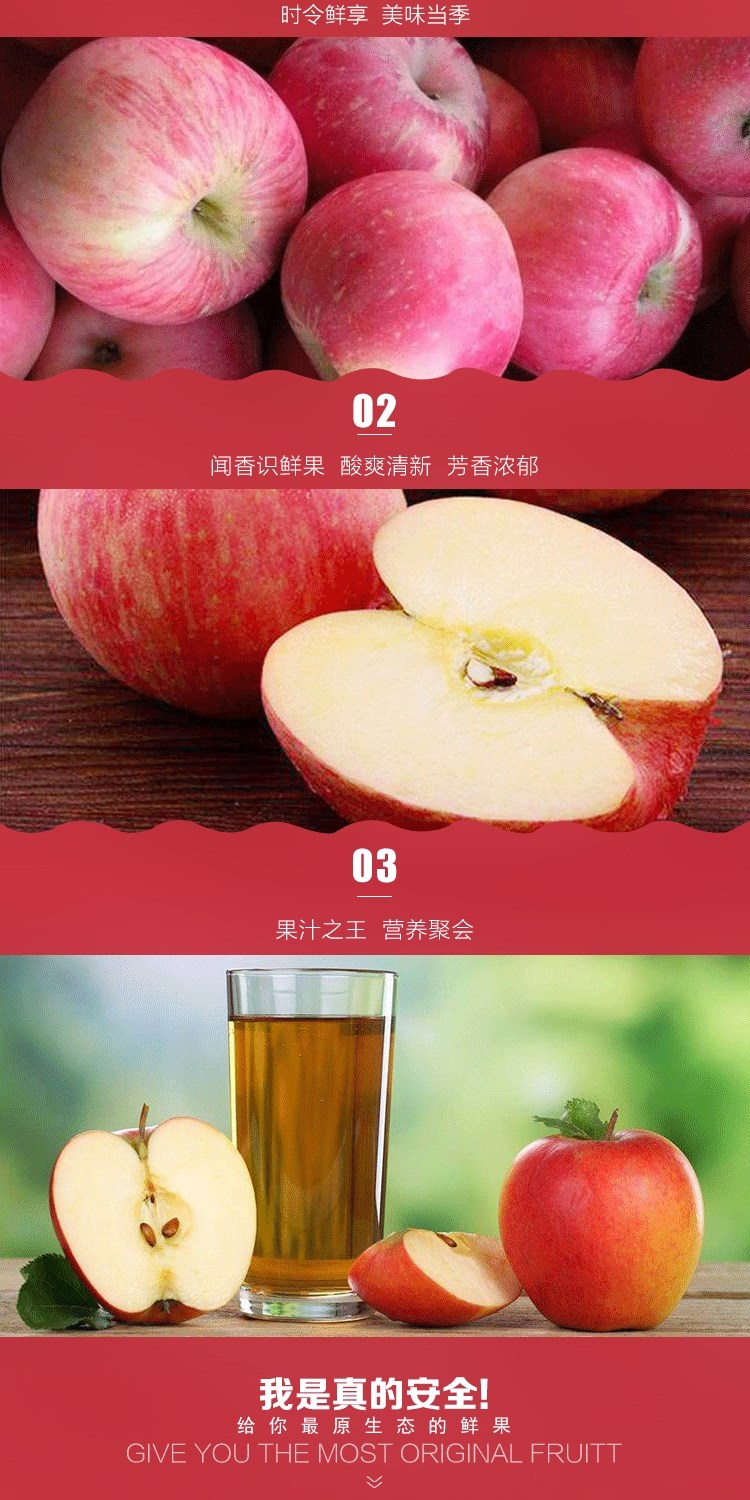 时令鲜享 美味当季
02
闻香识鲜果 酸爽清新 芳香浓郁
03
果汁之王 营养聚会
我是真的安全!
给你最原生态的鲜果
GIVE YOU THE MOST ORIGINAL FRUITT